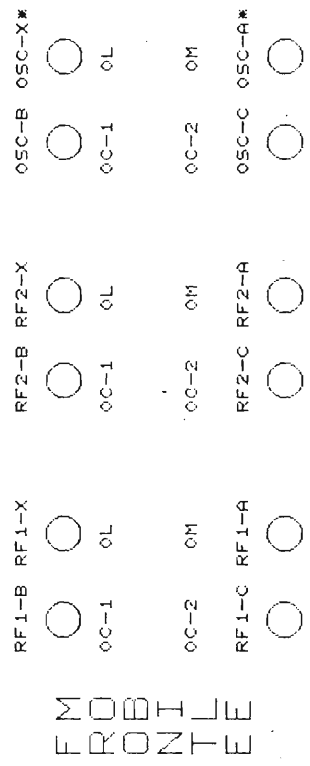 FRONTE
MOBILE
RF1-B RF1-X RF2-B RF2-X OSC-B OSC-X*
OC-1 OL OC-1 OL OC-1 OL
OC-2 OM OC-2 OM OC-2 OM
RF1-C RF1-A RF2-C RF2-A OSC-C OSC-A*